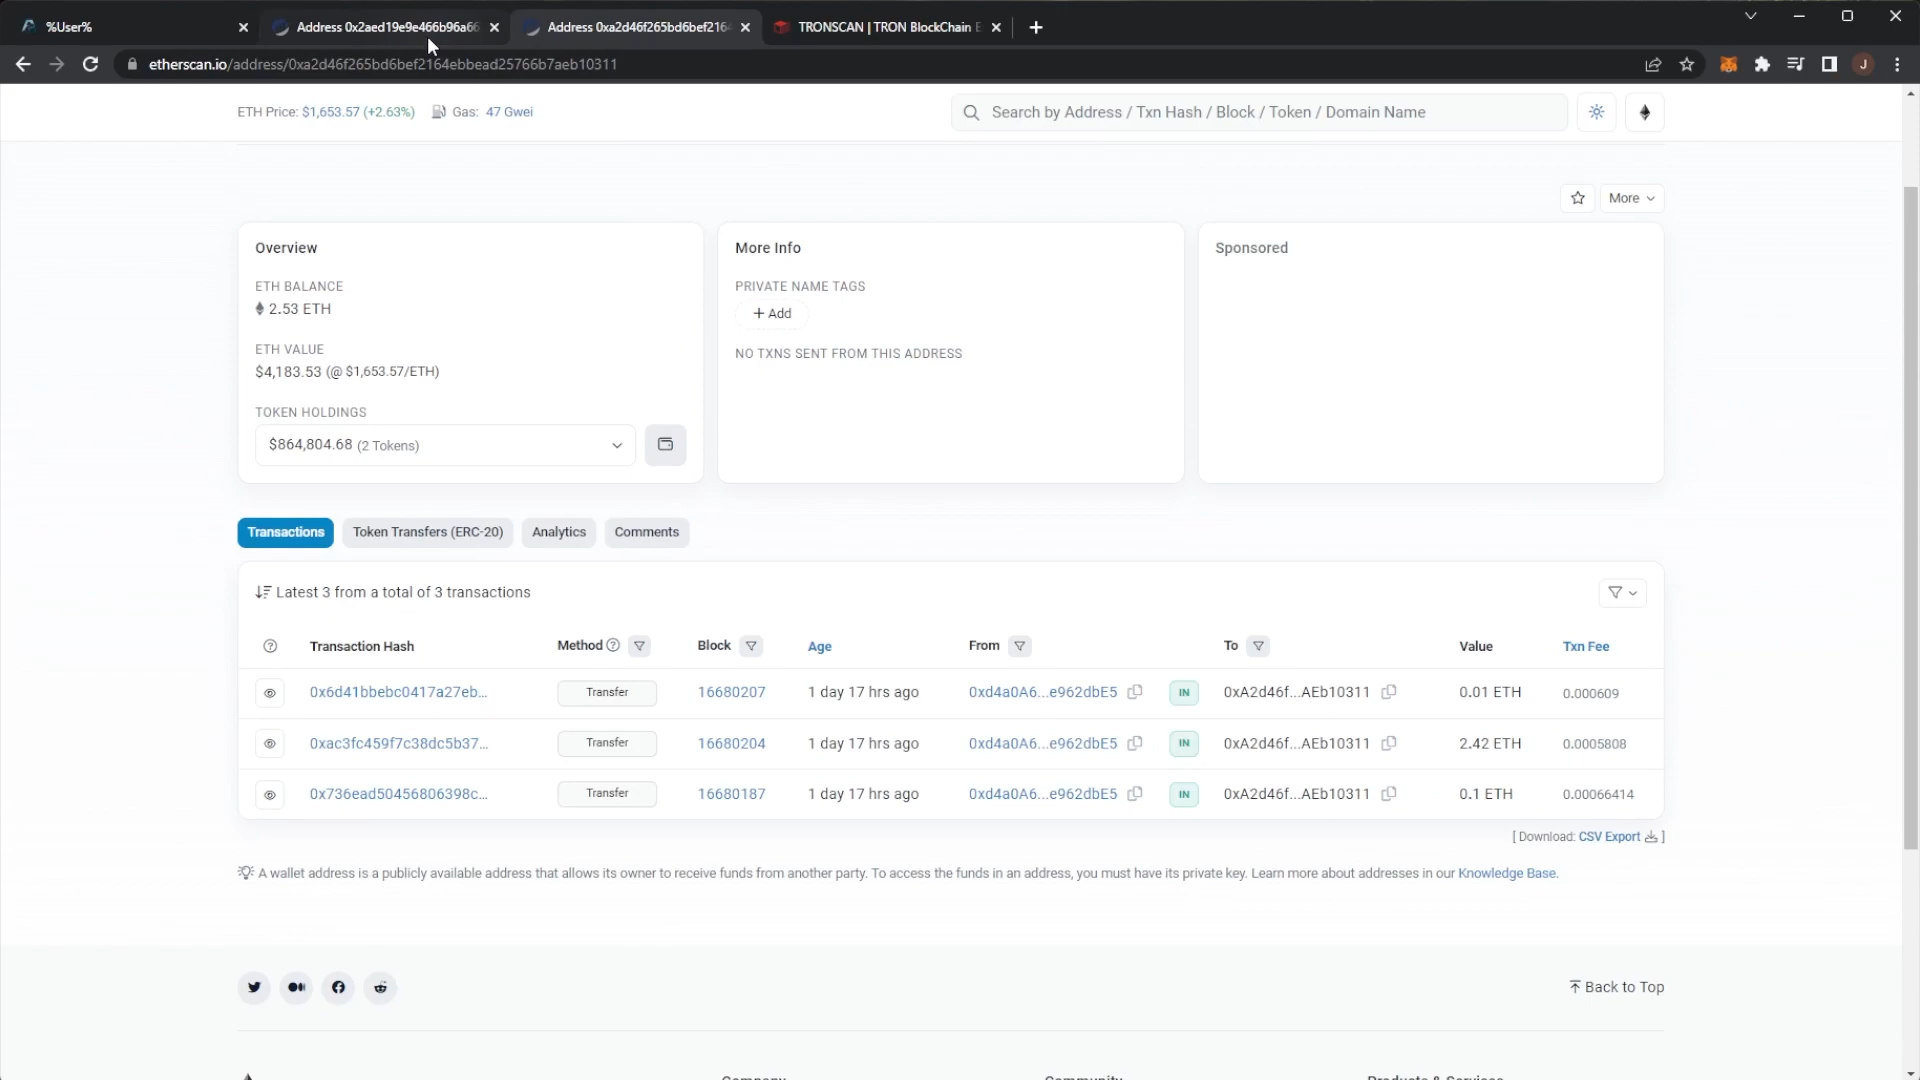 %User%
Address 0x2aed19e9e466b96a66
Address 0xa2d46f265bd6bef2164
TRONSCAN | TRON BlockChain E
etherscan.io/address/0xa2d46f265bd6bef2164ebbead25766b7aeb10311
J
ETH Price: $1,653.57 (+2.63%) Gas: 47 Gwei
Search by Address / Txn Hash / Block / Token / Domain Name
More
Overview
ETH BALANCE
2.53 ETH
ETH VALUE
$4,183.53 (@ $1,653.57/ETH)
TOKEN HOLDINGS
$864,804.68 (2 Tokens)
More Info
PRIVATE NAME TAGS
+ Add
NO TXNS SENT FROM THIS ADDRESS
Sponsored
Transactions Token Transfers (ERC-20) Analytics Comments
Latest 3 from a total of 3 transactions
Transaction Hash Method Block Age From To Value Txn Fee
0x6d41bbebc0417a27eb... Transfer 16680207 1 day 17 hrs ago 0xd4a0A6...e962dbE5 IN 0xA2d46f...AEb10311 0.01 ETH 0.000609
0xac3fc459f7c38dc5b37... Transfer 16680204 1 day 17 hrs ago 0xd4a0A6...e962dbE5 IN 0xA2d46f...AEb10311 2.42 ETH 0.0005808
0x736ead50456806398c... Transfer 16680187 1 day 17 hrs ago 0xd4a0A6...e962dbE5 IN 0xA2d46f...AEb10311 0.1 ETH 0.00066414
[ Download: CSV Export ]
A wallet address is a publicly available address that allows its owner to receive funds from another party. To access the funds in an address, you must have its private key. Learn more about addresses in our Knowledge Base.
Back to Top
Company Community Products & Services